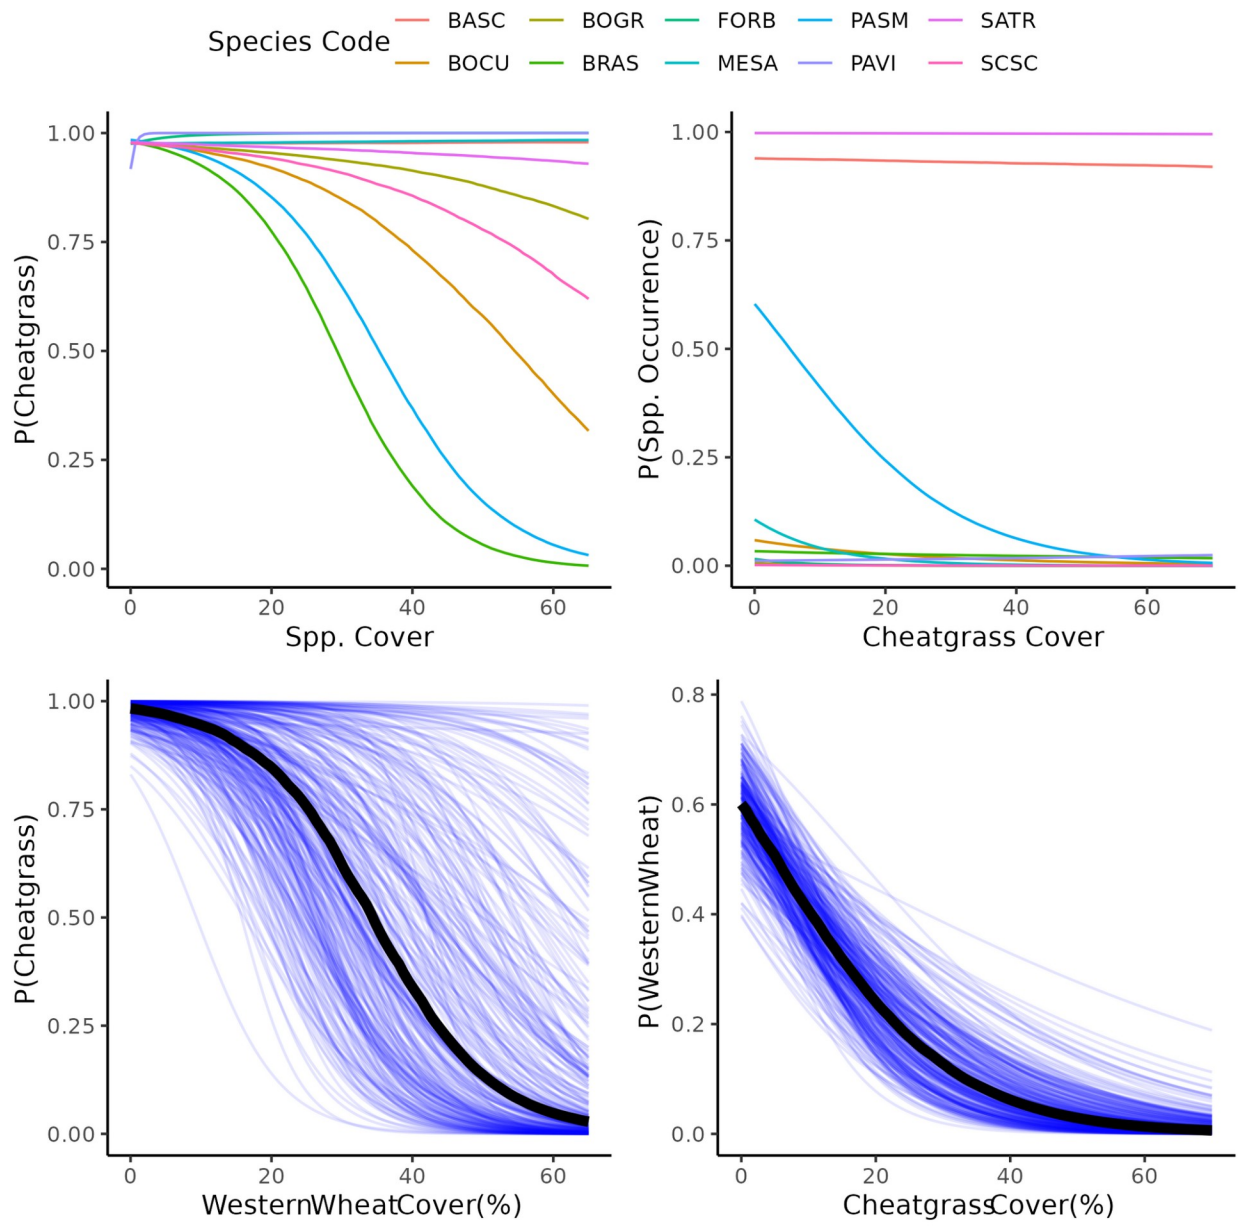 Species Code
BASC BOGR FORB PASM SATR
BOCU BRAS MESA PAVI SCSC
P(Cheatgrass)
1.00
0.75
0.50
0.25
0.00
0 20 40 60
Spp. Cover
P(Spp. Occurrence)
1.00
0.75
0.50
0.25
0.00
0 20 40 60
Cheatgrass Cover
P(Cheatgrass)
1.00
0.75
0.50
0.25
0.00
0 20 40 60
WesternWheatCover(%)
P(WesternWheat)
0.8
0.6
0.4
0.2
0.0
0 20 40 60
CheatgrassCover(%)